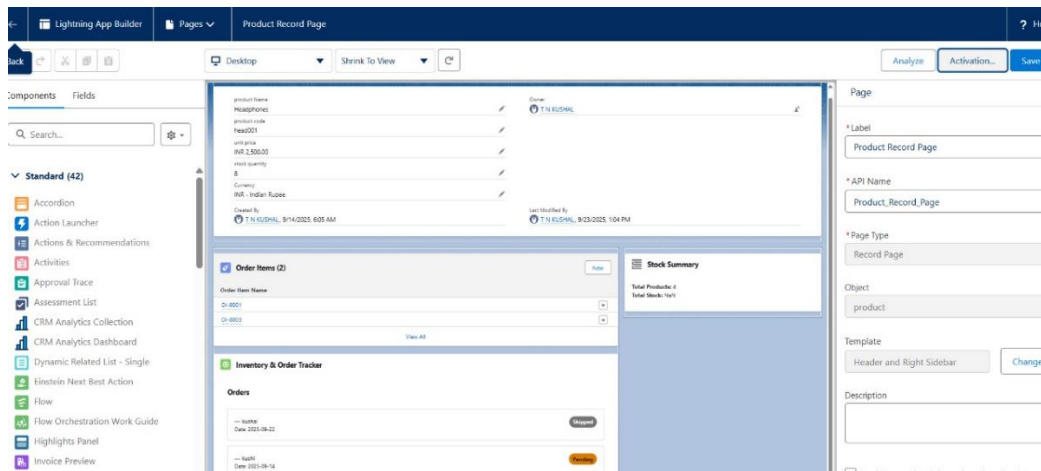 Lightning App Builder
Pages
Product Record Page
?
Back
Desktop
Shrink To View
Analyze
Activation...
Save
Components
Fields
Search...
Standard (42)
Accordion
Action Launcher
Actions & Recommendations
Activities
Approval Trace
Assessment List
CRM Analytics Collection
CRM Analytics Dashboard
Dynamic Related List - Single
Einstein Next Best Action
Flow
Flow Orchestration Work Guide
Highlights Panel
Invoice Preview
product Name
Headphones
product code
head001
unit price
INR 2,500.00
stock quantity
8
Currency
INR - Indian Rupee
Created By
T N KUSHAL, 9/14/2025, 6:05 AM
Owner
T N KUSHAL
Last Modified By
T N KUSHAL, 9/23/2025, 1:04 PM
Order Items (2)
New
Order Item Name
OI-0001
OI-0003
View All
Stock Summary
Total Products: 4
Total Stock: NaN
Inventory & Order Tracker
Orders
— kushal
Date: 2025-09-22
Shipped
— kushl
Date: 2025-09-14
Pending
Page
*Label
Product Record Page
*API Name
Product_Record_Page
*Page Type
Record Page
Object
product
Template
Header and Right Sidebar
Change
Description